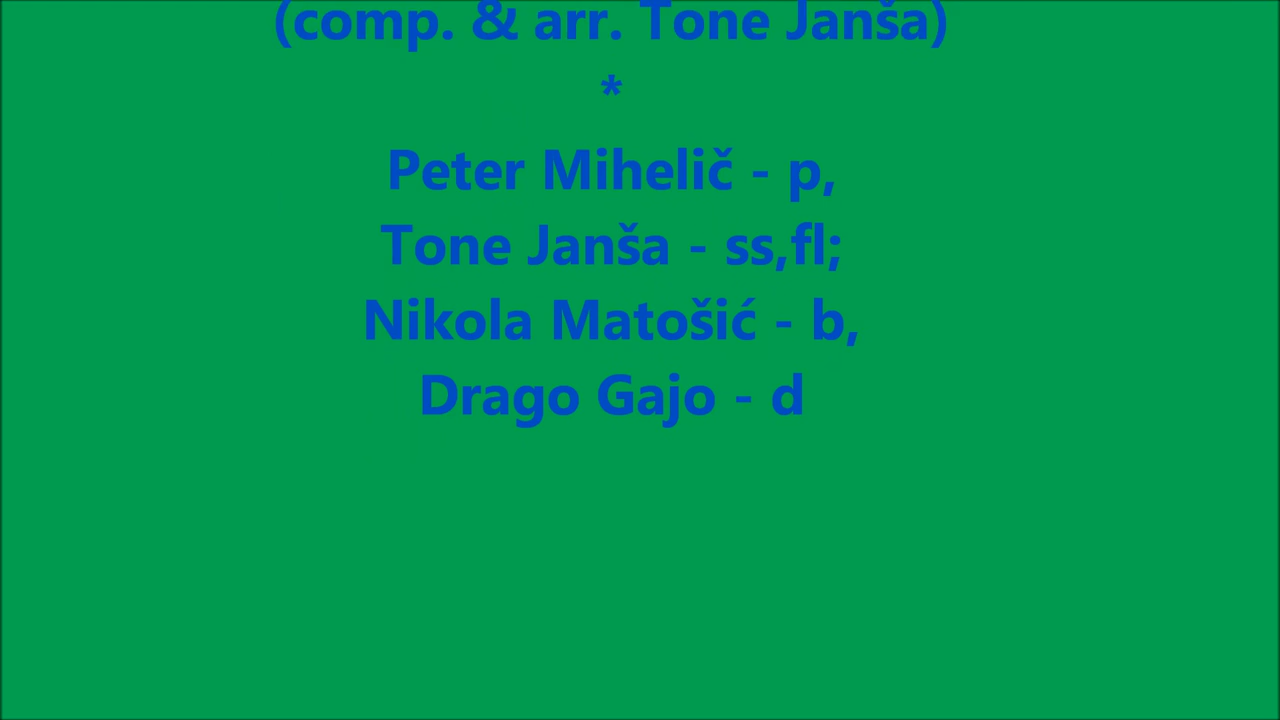 (comp. & arr. Tone Janša)
*
Peter Mihelič - p,
Tone Janša - ss,fl;
Nikola Matošić - b,
Drago Gajo - d